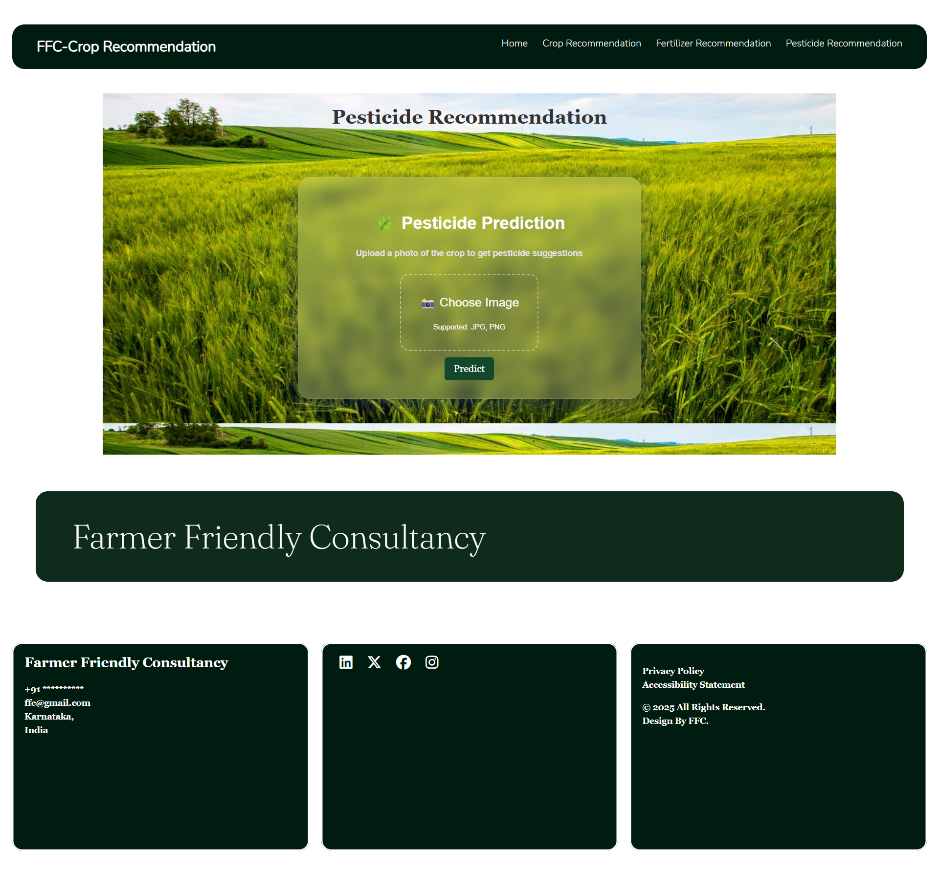 FFC-Crop Recommendation
Home Crop Recommendation Fertilizer Recommendation Pesticide Recommendation
Pesticide Recommendation
Pesticide Prediction
Upload a photo of the crop to get pesticide suggestions
Choose Image
Supported: JPG, PNG
Predict
Farmer Friendly Consultancy
Farmer Friendly Consultancy
+91 **********
ffc@gmail.com
Karnataka,
India
Privacy Policy
Accessibility Statement
© 2025 All Rights Reserved.
Design By FFC.